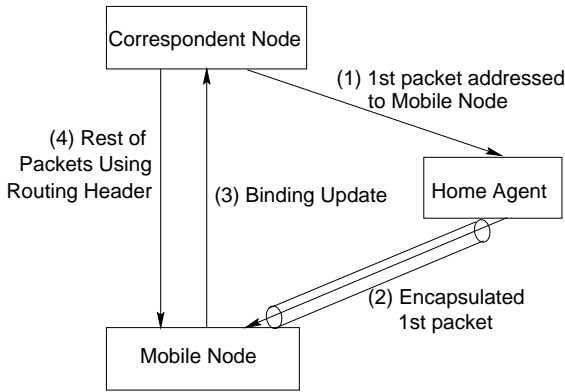 Correspondent Node
(1) 1st packet addressed
to Mobile Node
(4) Rest of
Packets Using
Routing Header
(3) Binding Update
Home Agent
(2) Encapsulated
1st packet
Mobile Node